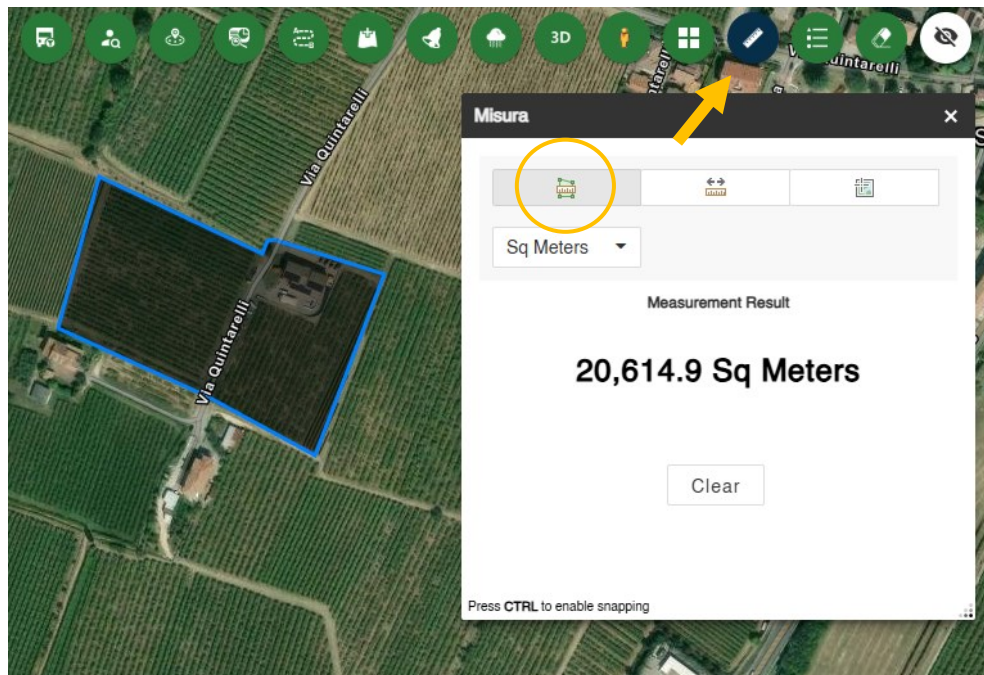 3D
Via Quintarelli
Misura
Via Quintarelli
Sq Meters
Measurement Result
20,614.9 Sq Meters
Via Quintarelli
Clear
Press CTRL to enable snapping